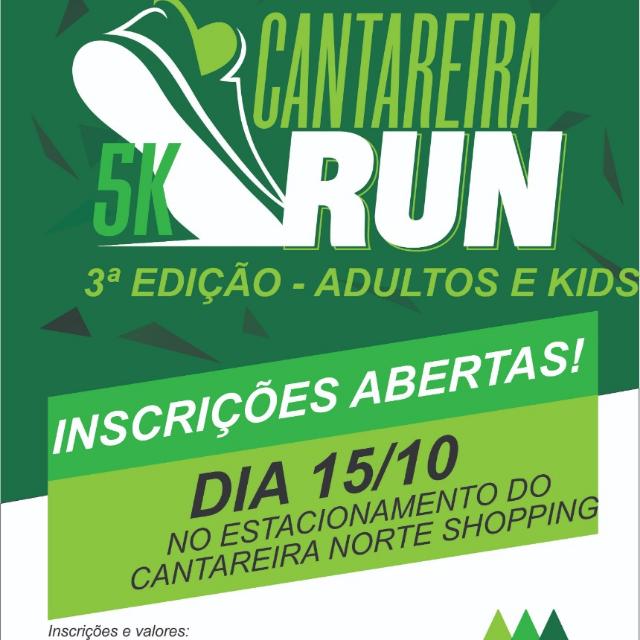 CANTAREIRA
5K RUN
3ª EDIÇÃO - ADULTOS E KIDS
INSCRIÇÕES ABERTAS!
DIA 15/10
NO ESTACIONAMENTO DO
CANTAREIRA NORTE SHOPPING
Inscrições e valores: